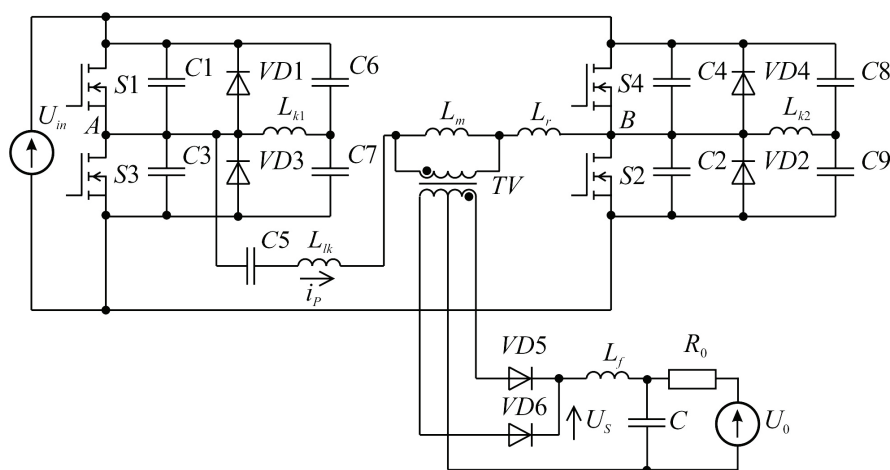 S1 C1 VD1 C6 S4 C4 VD4 C8
U_in A L_k1 L_m L_r B L_k2
S3 C3 VD3 C7 S2 C2 VD2 C9
TV
C5 L_lk
i_P
VD5 L_f R_0
VD6 U_S C U_0